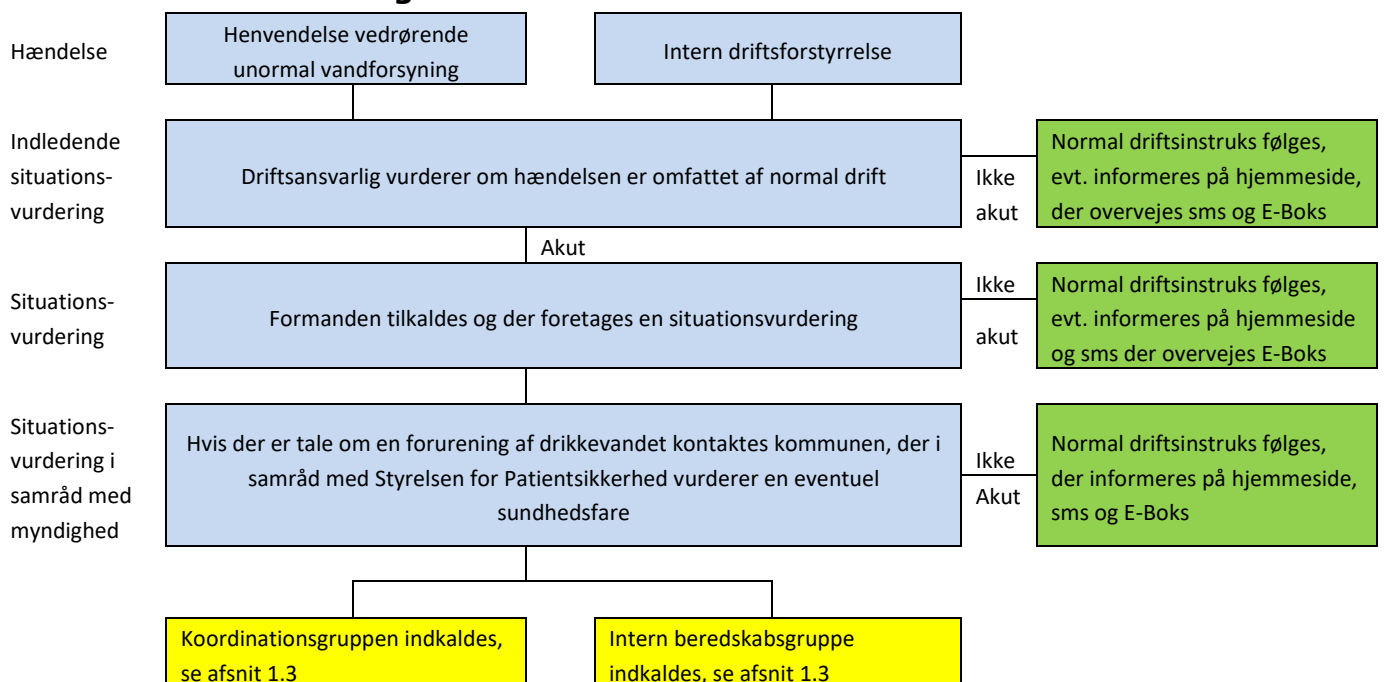 Hændelse
Henvendelse vedrørende
unormal vandforsyning
Intern driftsforstyrrelse
Indledende
situations-
vurdering
Driftsansvarlig vurderer om hændelsen er omfattet af normal drift
Ikke
akut
Normal driftsinstruks følges,
evt. informeres på hjemmeside,
der overvejes sms og E-Boks
Akut
Situations-
vurdering
Formanden tilkaldes og der foretages en situationsvurdering
Ikke
akut
Normal driftsinstruks følges,
evt. informeres på hjemmeside
og sms der overvejes E-Boks
Situations-
vurdering i
samråd med
myndighed
Hvis der er tale om en forurening af drikkevandet kontaktes kommunen, der i
samråd med Styrelsen for Patientsikkerhed vurderer en eventuel
sundhedsfare
Ikke
Akut
Normal driftsinstruks følges,
der informeres på hjemmeside,
sms og E-Boks
Koordinationsgruppen indkaldes,
se afsnit 1.3
Intern beredskabsgruppe
indkaldes, se afsnit 1.3